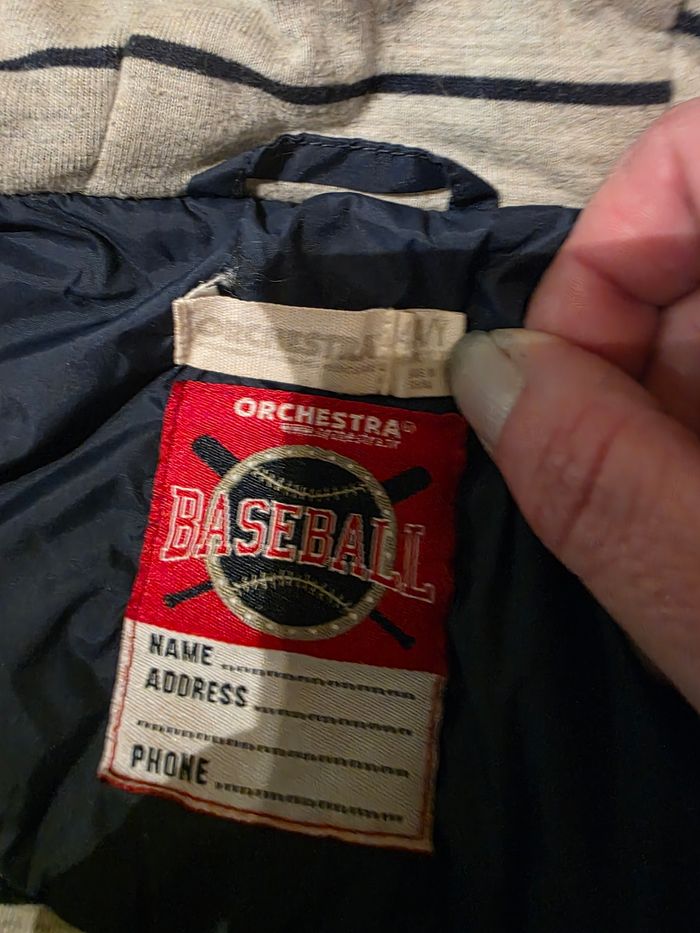 ORCHESTRA
ORCHESTRA®
BASEBALL
NAME
ADDRESS
PHONE